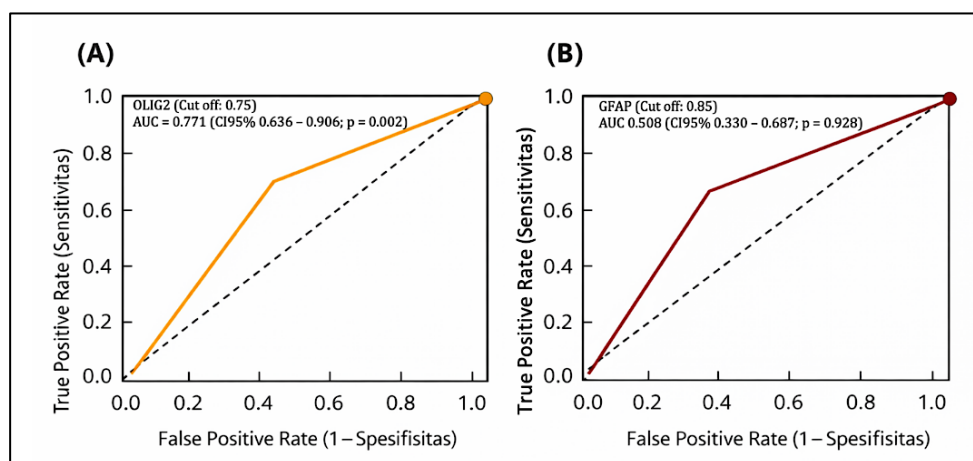 (A)
OLIG2 (Cut off: 0.75)
AUC = 0.771 (CI95% 0.636 – 0.906; p = 0.002)
True Positive Rate (Sensitivitas)
1.0
0.8
0.6
0.4
0.2
0.0
0.0 0.2 0.4 0.6 0.8 1.0
False Positive Rate (1 – Spesifisitas)
(B)
GFAP (Cut off: 0.85)
AUC 0.508 (CI95% 0.330 – 0.687; p = 0.928)
True Positive Rate (Sensitivitas)
1.0
0.8
0.6
0.4
0.2
0.0
0.0 0.2 0.4 0.6 0.8 1.0
False Positive Rate (1 – Spesifisitas)